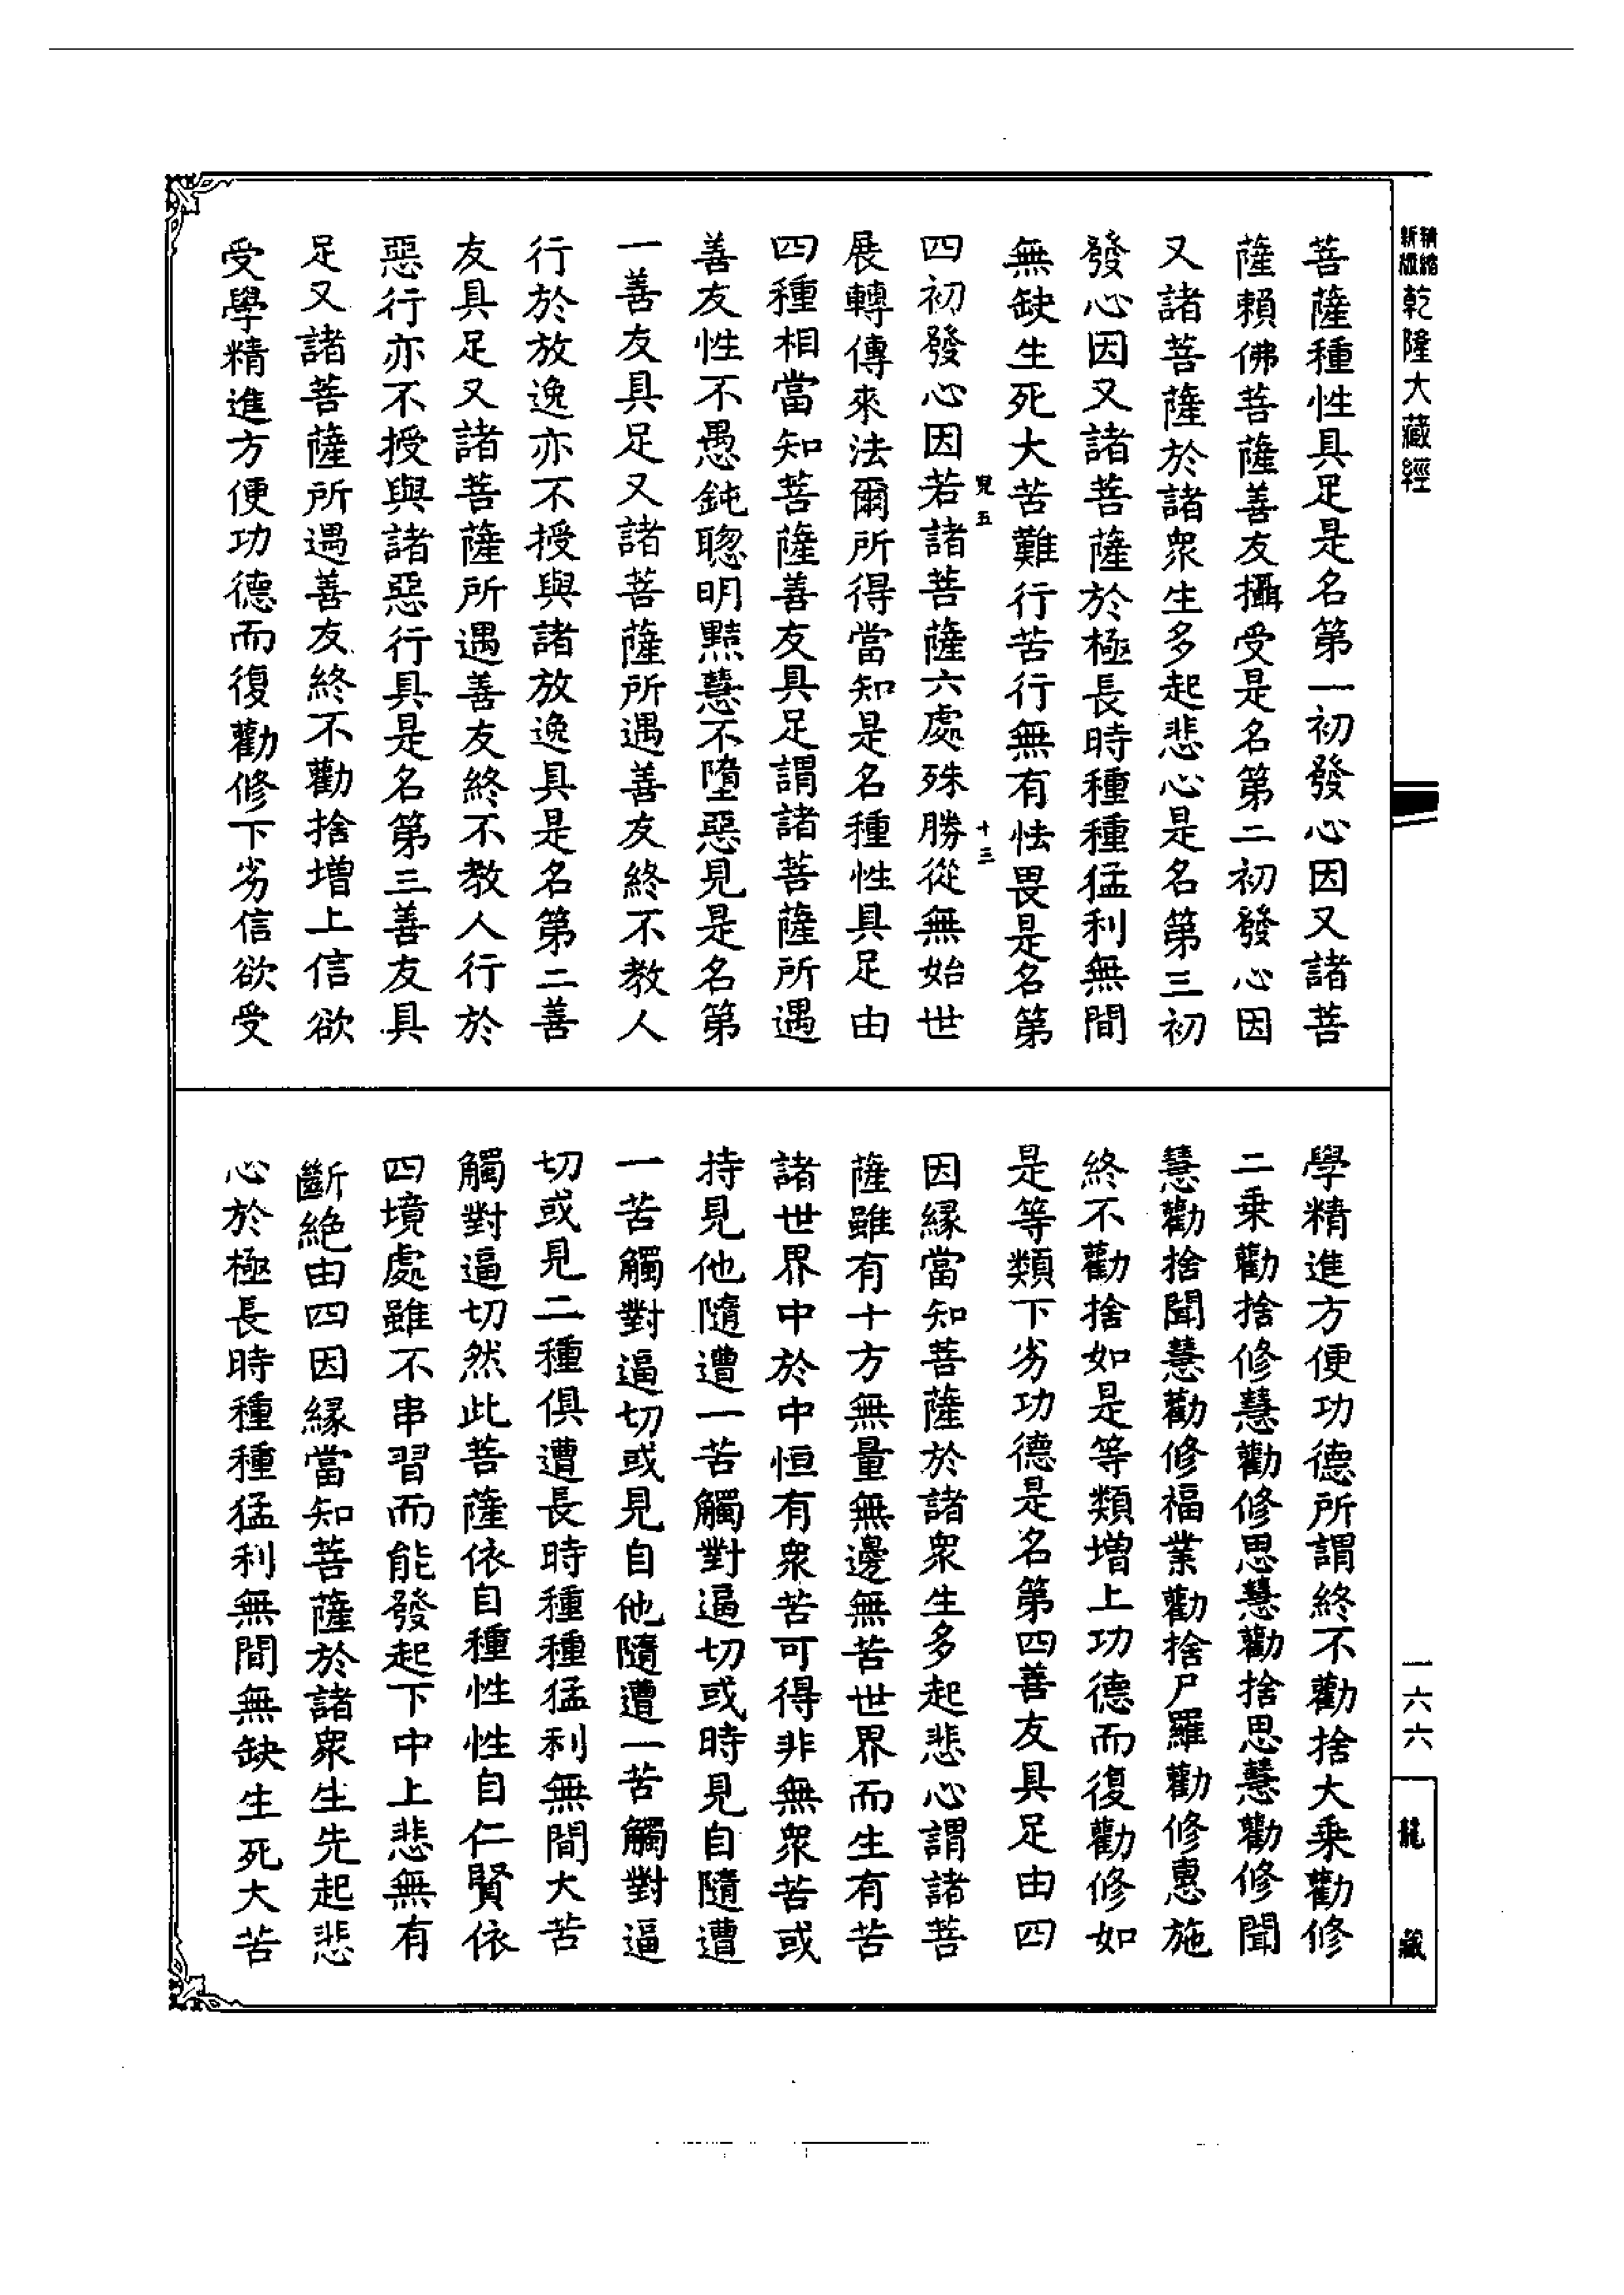 精縮新版乾隆大藏經
菩薩種性具足是名第一初發心因又諸菩
薩賴佛菩薩善友攝受是名第二初發心因
又諸菩薩於諸眾生多起悲心是名第三初
發心因又諸菩薩於極長時種種猛利無間
無缺生死大苦難行苦行無有怯畏是名第
兒五 十三
四初發心因若諸菩薩六處殊勝從無始世
展轉傳來法爾所得當知是名種性具足由
四種相當知菩薩善友具足謂諸菩薩所遇
善友性不愚鈍聰明黠慧不墮惡見是名第
一善友具足又諸菩薩所遇善友終不教人
行於放逸亦不授與諸放逸具是名第二善
友具足又諸菩薩所遇善友終不教人行於
惡行亦不授與諸惡行具是名第三善友具
足又諸菩薩所遇善友終不勸捨增上信欲
受學精進方便功德而復勸修下劣信欲受
學精進方便功德所謂終不勸捨大乘勸修
二乘勸捨修慧勸修思慧勸捨思慧勸修聞
慧勸捨聞慧勸修福業勸捨尸羅勸修惠施
終不勸捨如是等類增上功德而復勸修如
是等類下劣功德是名第四善友具足由四
因緣當知菩薩於諸眾生多起悲心謂諸菩
薩雖有十方無量無邊無苦世界而生有苦
諸世界中於中恒有眾苦可得非無眾苦或
持見他隨遭一苦觸對逼切或時見自隨遭
一苦觸對逼切或見自他隨遭一苦觸對逼
切或見二種俱遭長時種種猛利無間大苦
觸對逼切然此菩薩依自種性性自仁賢依
四境處雖不串習而能發起下中上悲無有
斷絕由四因緣當知菩薩於諸眾生先起悲
心於極長時種種猛利無間無缺生死大苦
一六六
龍藏